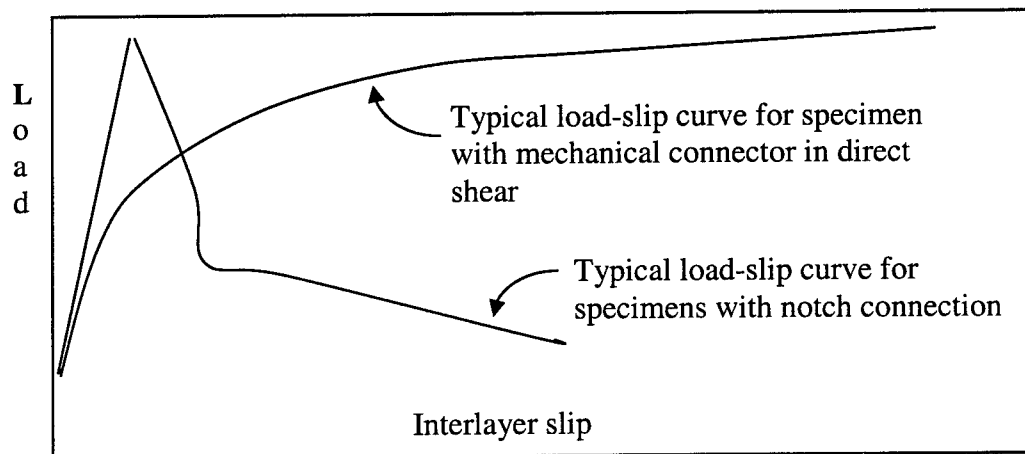 Load
Typical load-slip curve for specimen
with mechanical connector in direct
shear
Typical load-slip curve for
specimens with notch connection
Interlayer slip